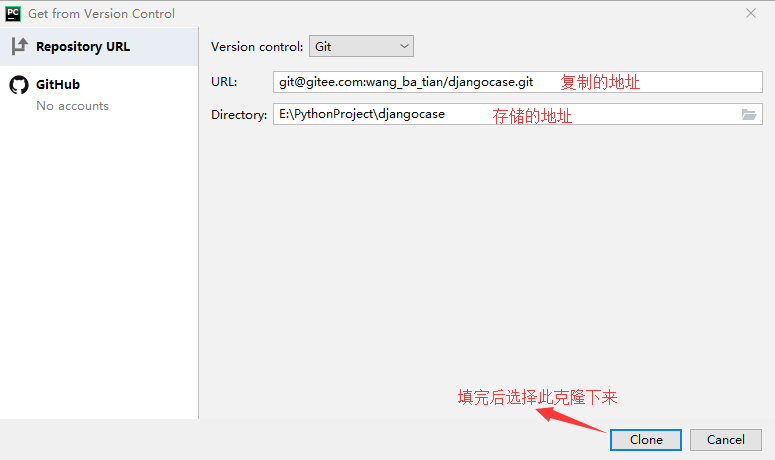 PC
Get from Version Control
Repository URL
GitHub
No accounts
Version control: Git
URL: git@gitee.com:wang_ba_tian/djangocase.git 复制的地址
Directory: E:\PythonProject\djangocase 存储的地址
填完后选择此克隆下来
Clone Cancel